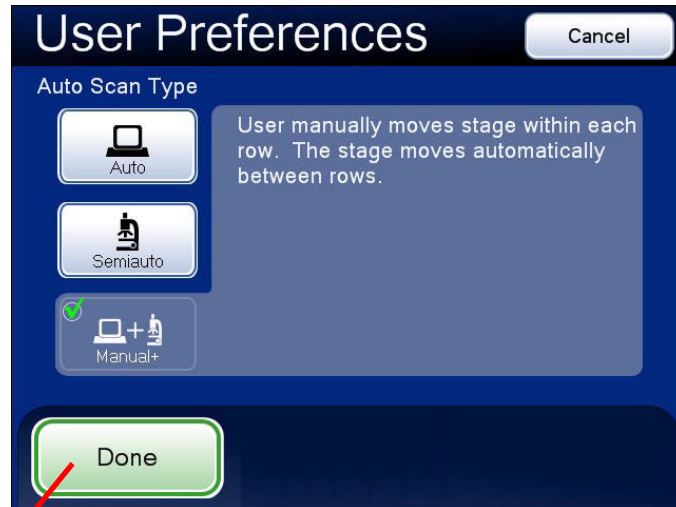 User Preferences
Cancel
Auto Scan Type
Auto
User manually moves stage within each
row. The stage moves automatically
between rows.
Semiauto
Manual+
Done